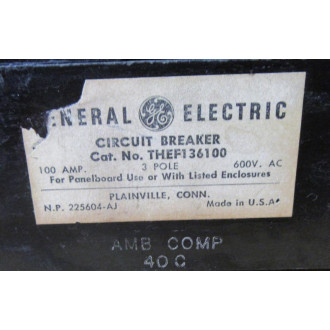 ENERAL GE ELECTRIC
CIRCUIT BREAKER
Cat. No. THEF136100
100 AMP. 3 POLE 600V. AC
For Panelboard Use or With Listed Enclosures
PLAINVILLE, CONN.
N.P. 225604-AJ Made in U.S.A.
AMB COMP
40 C